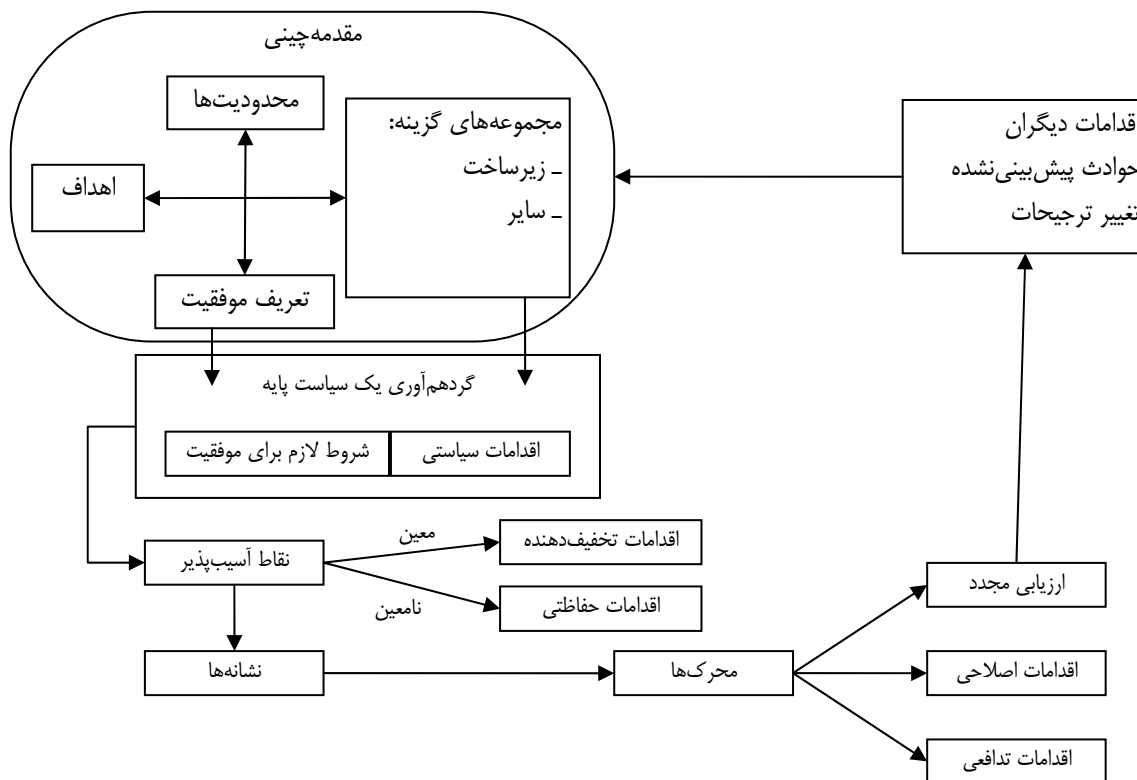 مقدمه‌چینی
محدودیت‌ها
مجموعه‌های گزینه:
ـ زیرساخت
ـ سایر
اهداف
تعریف موفقیت
قدامات دیگران
حوادث پیش‌بینی‌نشده
تغییر ترجیحات
گردهم‌آوری یک سیاست پایه
اقدامات سیاستی
شروط لازم برای موفقیت
نقاط آسیب‌پذیر
معین
نامعین
اقدامات تخفیف‌دهنده
اقدامات حفاظتی
نشانه‌ها
محرک‌ها
ارزیابی مجدد
اقدامات اصلاحی
اقدامات تدافعی